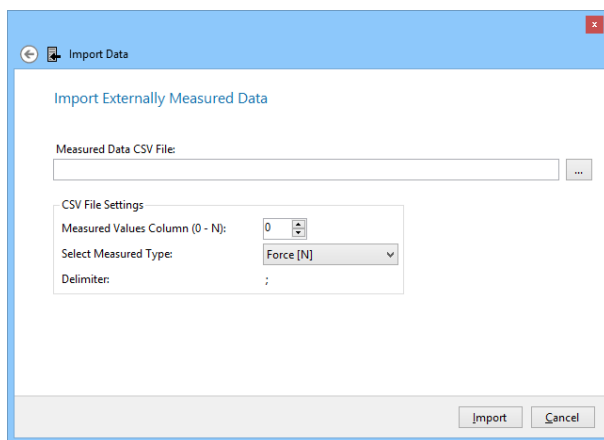 x
Import Data
Import Externally Measured Data
Measured Data CSV File:
...
CSV File Settings
Measured Values Column (0 - N): 0
Select Measured Type: Force [N]
Delimiter: ;
Import Cancel